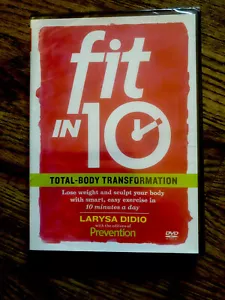 fit
IN 10
TOTAL-BODY TRANSFORMATION
Lose weight and sculpt your body
with smart, easy exercise in
10 minutes a day
LARYSA DIDIO
with the editors of
Prevention
DVD